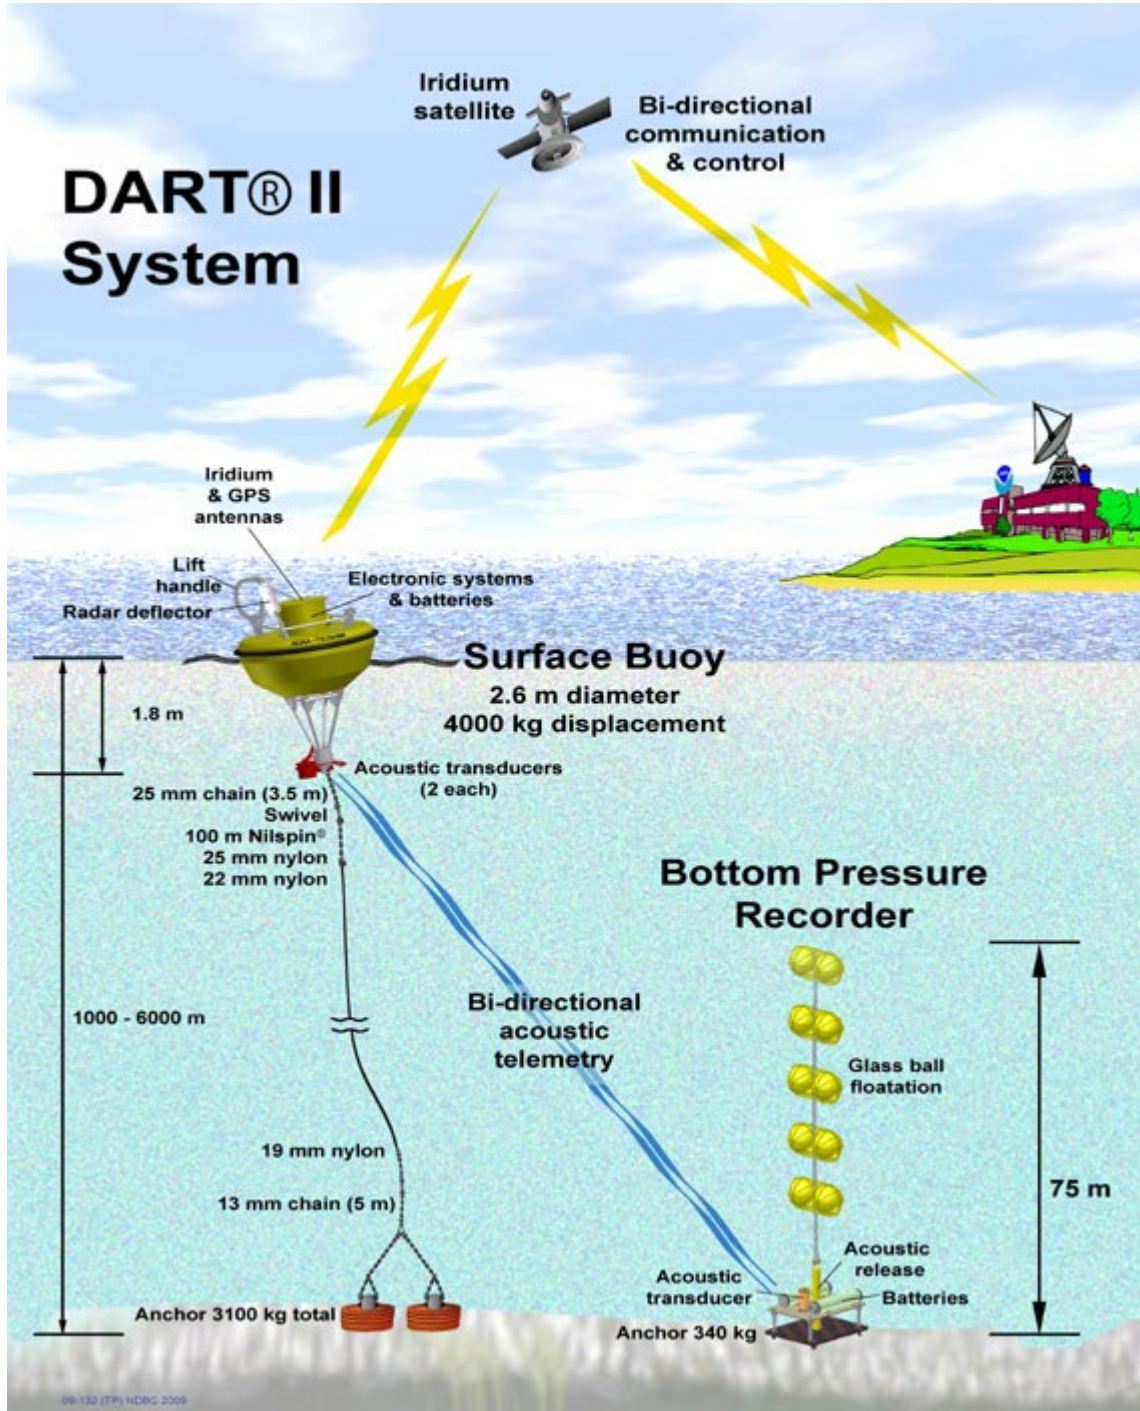 Iridium
satellite
Bi-directional
communication
& control
DART® II
System
Iridium
& GPS
antennas
Lift
handle
Radar deflector
Electronic systems
& batteries
Surface Buoy
2.6 m diameter
4000 kg displacement
1.8 m
Acoustic transducers
(2 each)
25 mm chain (3.5 m)
Swivel
100 m Nilspin®
25 mm nylon
22 mm nylon
Bottom Pressure
Recorder
1000 - 6000 m
Bi-directional
acoustic
telemetry
Glass ball
floatation
19 mm nylon
13 mm chain (5 m)
75 m
Acoustic
release
Acoustic
transducer
Batteries
Anchor 3100 kg total
Anchor 340 kg
(TP) NDBC 2009